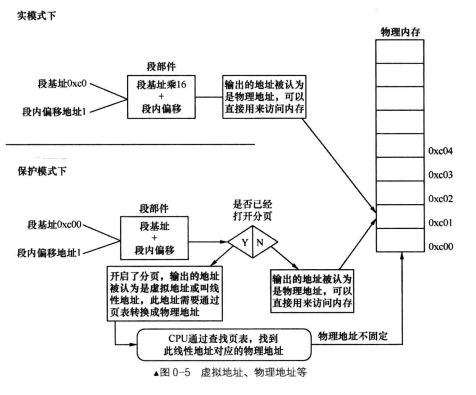 实模式下
物理内存
段部件
段基址0xc0
段内偏移地址1
段基址乘16
+
段内偏移
输出的地址被认为
是物理地址，可以
直接用来访问内存
0xc04
0xc03
0xc02
0xc01
0xc00
保护模式下
段部件
是否已经
打开分页
段基址0xc00
段内偏移地址1
段基址
+
段内偏移
Y N
开启了分页，输出的地址
被认为是虚拟地址或叫线
性地址，此地址需要通过
页表转换成物理地址
输出的地址被认为
是物理地址，可以
直接用来访问内存
CPU通过查找页表，找到
此线性地址对应的物理地址
物理地址不固定
▲图 0-5 虚拟地址、物理地址等